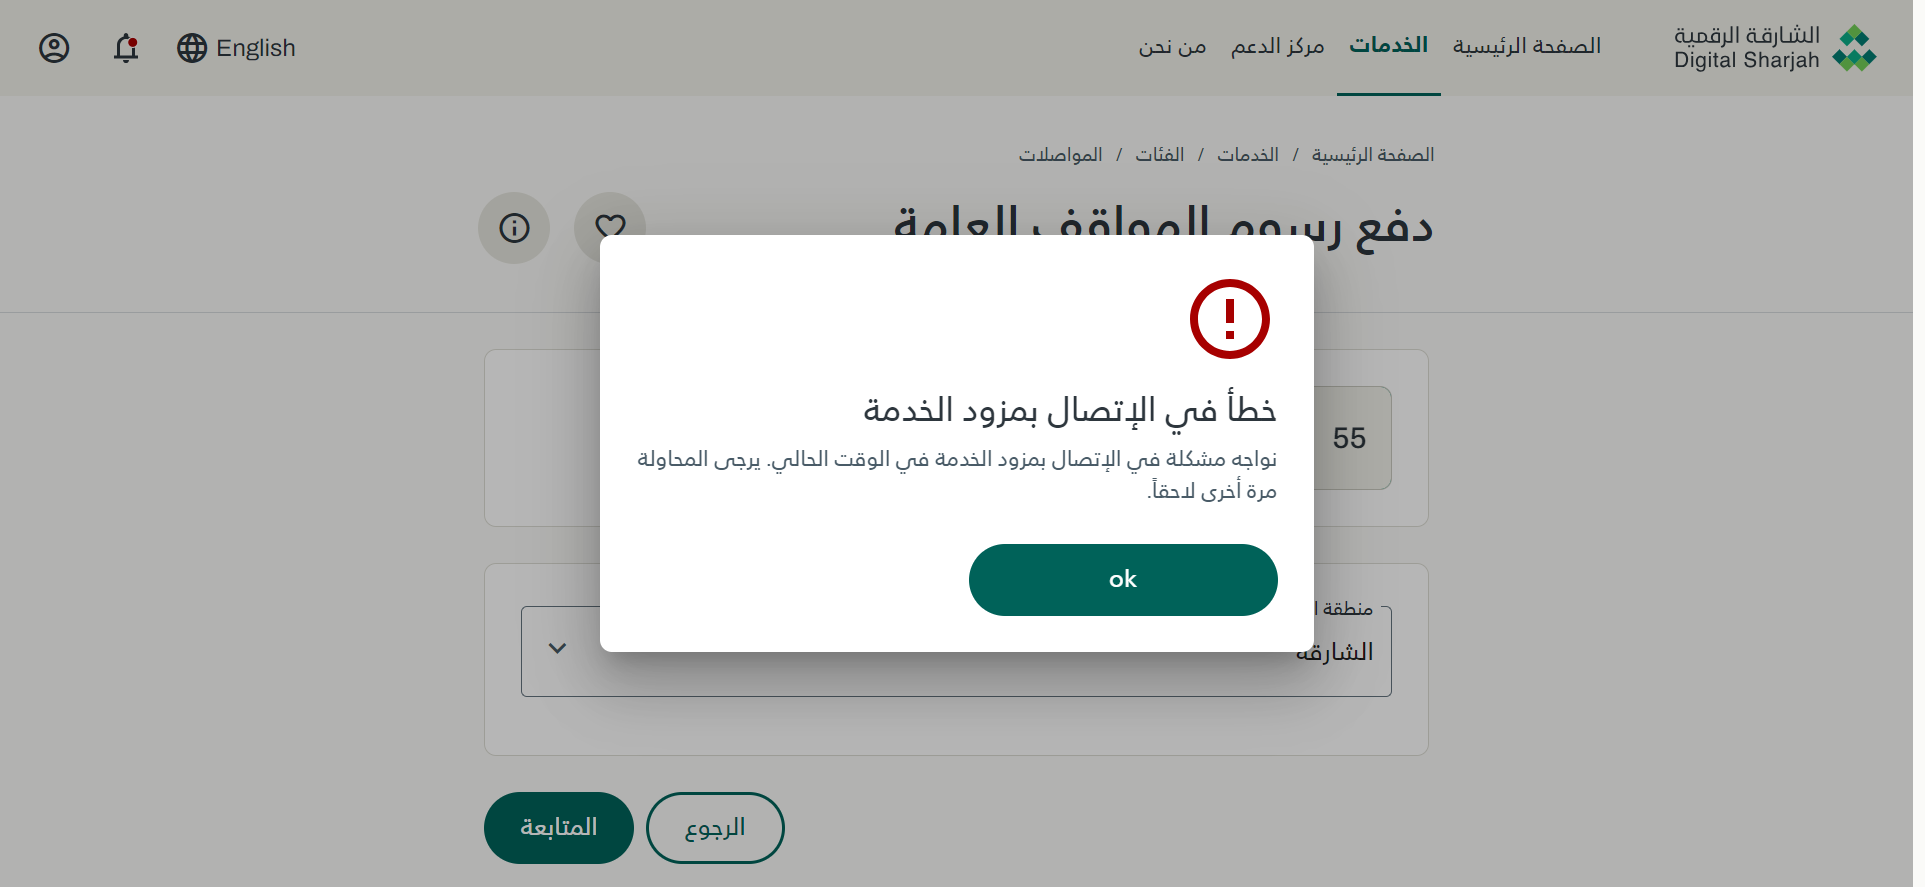 الشارقة الرقمية
Digital Sharjah
الصفحة الرئيسية
الخدمات
مركز الدعم
من نحن
English
الصفحة الرئيسية / الخدمات / الفئات / المواصلات
دفع رسوم المواقف العامة
55
خطأ في الإتصال بمزود الخدمة
نواجه مشكلة في الإتصال بمزود الخدمة في الوقت الحالي. يرجى المحاولة
مرة أخرى لاحقاً.
ok
منطقة
الشارقة
الرجوع
المتابعة